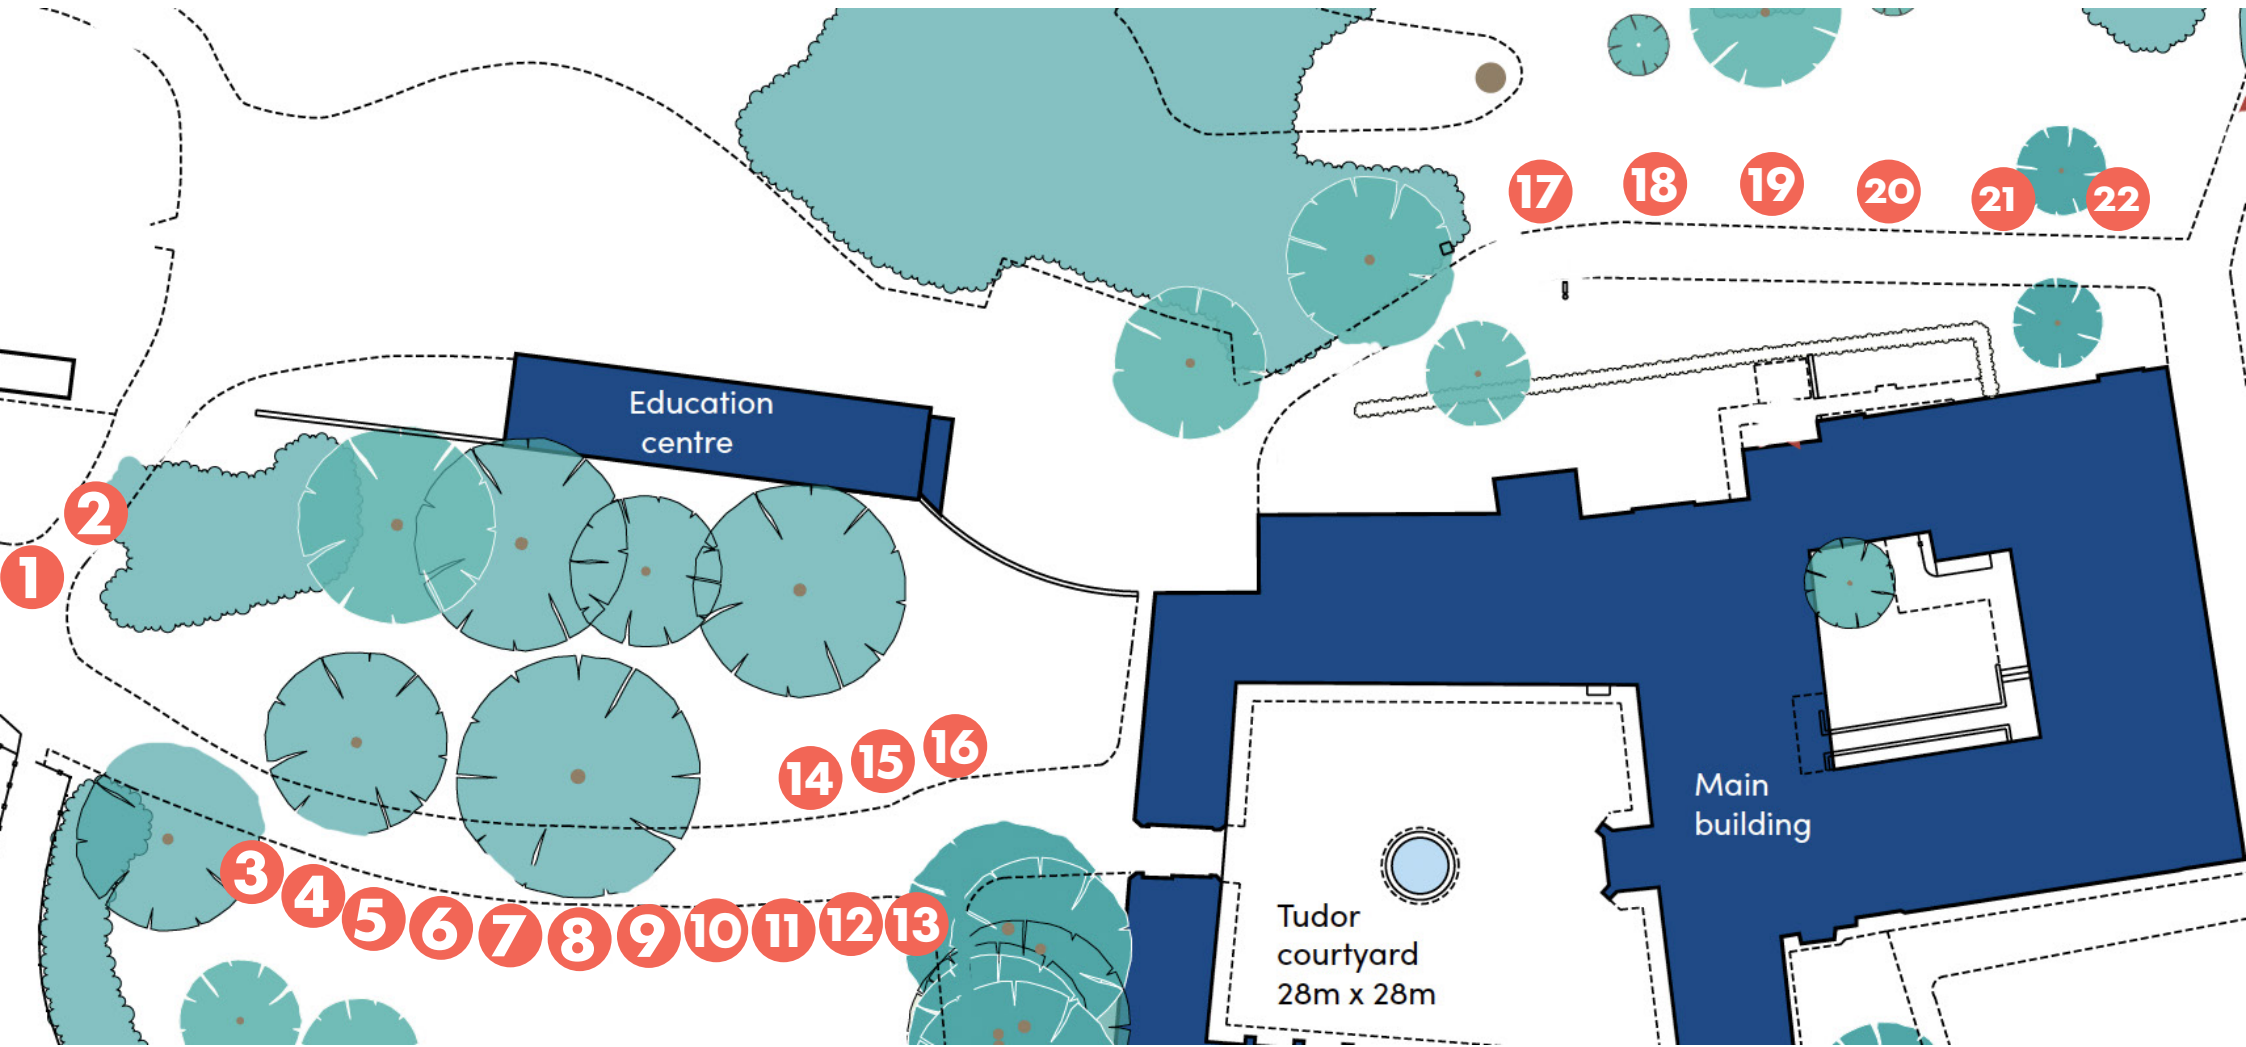 17 18 19 20 21 22
Education
centre
2
1
14 15 16
Main
building
3 4 5 6 7 8 9 10 11 12 13
Tudor
courtyard
28m x 28m